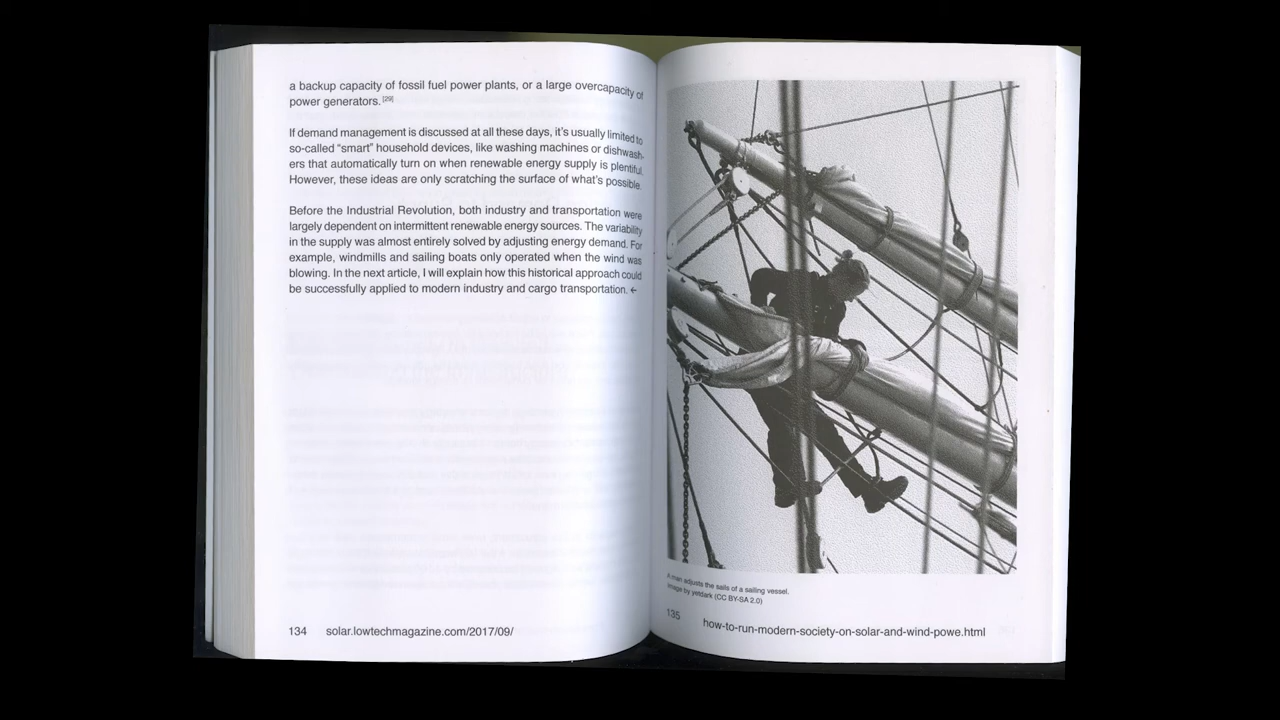 a backup capacity of fossil fuel power plants, or a large overcapacity of
power generators. [29]
If demand management is discussed at all these days, it's usually limited to
so-called “smart” household devices, like washing machines or dishwash-
ers that automatically turn on when renewable energy supply is plentiful.
However, these ideas are only scratching the surface of what's possible.
Before the Industrial Revolution, both industry and transportation were
largely dependent on intermittent renewable energy sources. The variability
in the supply was almost entirely solved by adjusting energy demand. For
example, windmills and sailing boats only operated when the wind was
blowing. In the next article, I will explain how this historical approach could
be successfully applied to modern industry and cargo transportation. ←
134 solar.lowtechmagazine.com/2017/09/
A man adjusts the sails of a sailing vessel.
Image by yetdark (CC BY-SA 2.0)
135 how-to-run-modern-society-on-solar-and-wind-powe.html